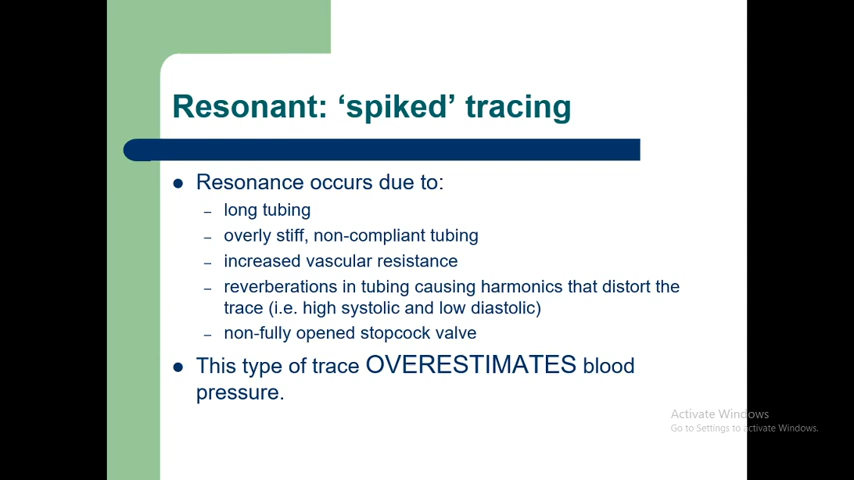 Resonant: ‘spiked’ tracing
● Resonance occurs due to:
– long tubing
– overly stiff, non-compliant tubing
– increased vascular resistance
– reverberations in tubing causing harmonics that distort the
trace (i.e. high systolic and low diastolic)
– non-fully opened stopcock valve
● This type of trace OVERESTIMATES blood
pressure.
Activate Windows
Go to Settings to activate Windows.